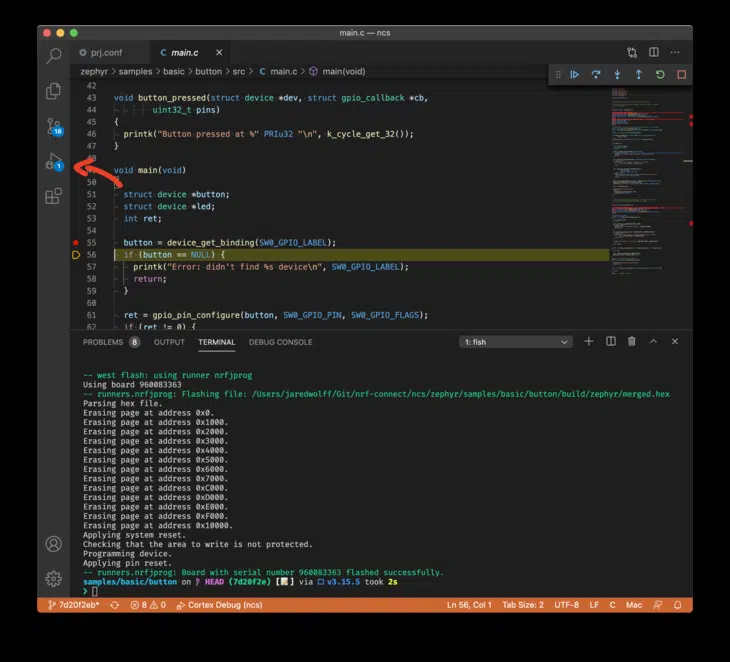 main.c — ncs
prj.conf
C main.c ×
zephyr > samples > basic > button > src > C main.c > main(void)
42
43 void button_pressed(struct device *dev, struct gpio_callback *cb,
uint32_t pins)
45 {
46 printk("Button pressed at %" PRIu32 "\n", k_cycle_get_32());
47 }
48
49 void main(void)
50 {
51 struct device *button;
52 struct device *led;
53 int ret;
54
55 button = device_get_binding(SW0_GPIO_LABEL);
56 if (button == NULL) {
57 printk("Error: didn't find %s device\n", SW0_GPIO_LABEL);
58 return;
59 }
60
61 ret = gpio_pin_configure(button, SW0_GPIO_PIN, SW0_GPIO_FLAGS);
62 if (ret != 0) {
18
1
PROBLEMS 8 OUTPUT TERMINAL DEBUG CONSOLE 1: fish
-- west flash: using runner nrfjprog
Using board 960083363
-- runners.nrfjprog: Flashing file: /Users/jaredwolff/Git/nrf-connect/ncs/zephyr/samples/basic/button/build/zephyr/merged.hex
Parsing hex file.
Erasing page at address 0x0.
Erasing page at address 0x1000.
Erasing page at address 0x2000.
Erasing page at address 0x3000.
Erasing page at address 0x4000.
Erasing page at address 0x5000.
Erasing page at address 0x6000.
Erasing page at address 0x7000.
Erasing page at address 0xC000.
Erasing page at address 0xD000.
Erasing page at address 0xE000.
Erasing page at address 0xF000.
Erasing page at address 0x10000.
Applying system reset.
Checking that the area to write is not protected.
Programming device.
Applying pin reset.
-- runners.nrfjprog: Board with serial number 960083363 flashed successfully.
samples/basic/button on HEAD (7d20f2e) [📝] via v3.15.5 took 2s
❯
7d20f2eb* 8 0 Cortex Debug (ncs) Ln 56, Col 1 Tab Size: 2 UTF-8 LF C Mac